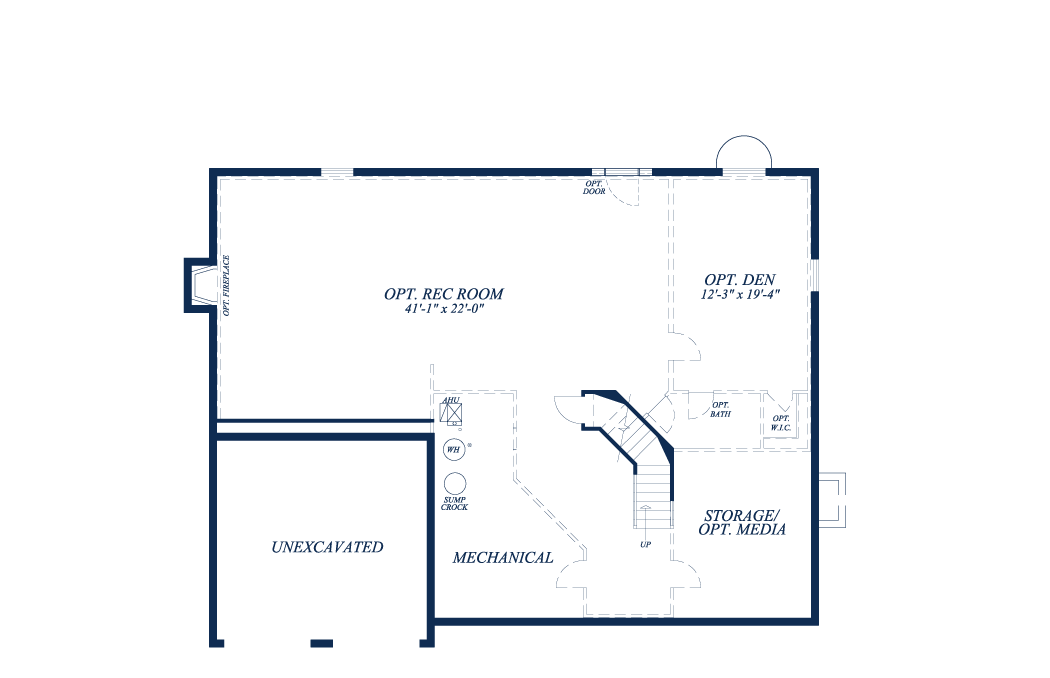 OPT.
DOOR
OPT. FIREPLACE
OPT. DEN
12'-3" x 19'-4"
OPT. REC ROOM
41'-1" x 22'-0"
AHU
OPT.
BATH
OPT.
W.I.C.
WH
SUMP
CROCK
STORAGE/
OPT. MEDIA
UP
UNEXCAVATED
MECHANICAL